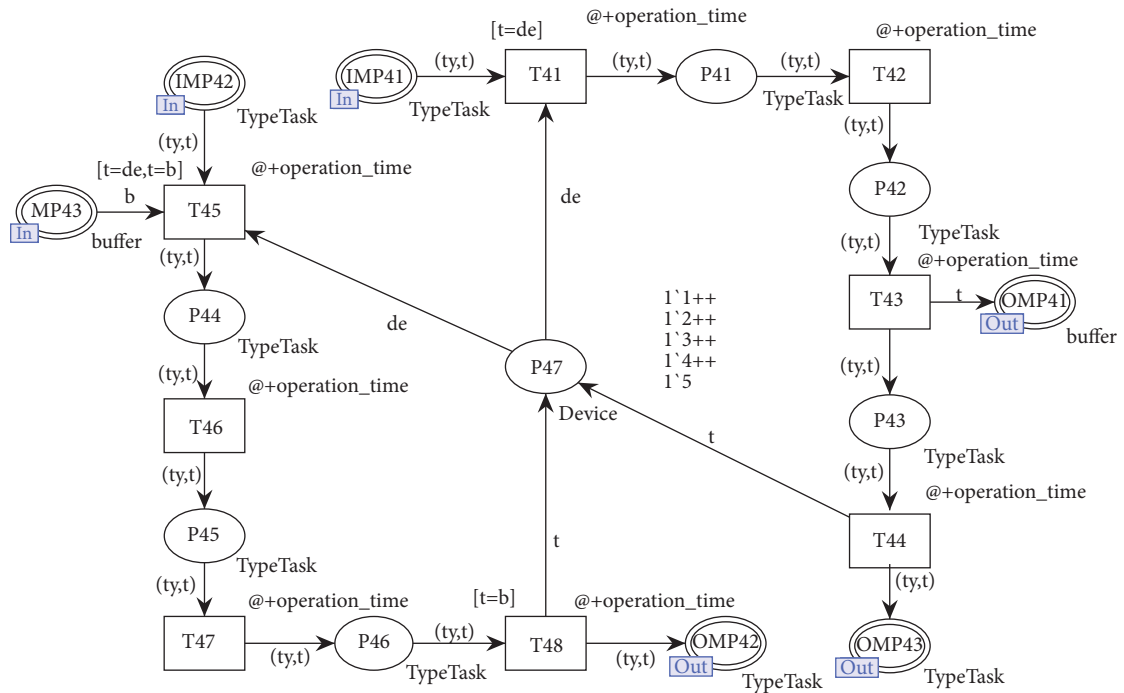 @+operation_time
[t=de]
@+operation_time
IMP42
In
TypeTask
(ty,t)
IMP41
In
(ty,t)
TypeTask
T41
(ty,t)
P41
TypeTask
(ty,t)
T42
(ty,t)
[t=de,t=b]
@+operation_time
MP43
In
b
buffer
T45
(ty,t)
de
P42
TypeTask
(ty,t)
@+operation_time
T43
t
OMP41
Out
buffer
P44
TypeTask
(ty,t)
de
1`1++
1`2++
1`3++
1`4++
1`5
P47
Device
@+operation_time
T46
(ty,t)
t
(ty,t)
P43
TypeTask
(ty,t)
@+operation_time
P45
TypeTask
(ty,t)
t
T44
(ty,t)
@+operation_time
T47
(ty,t)
P46
TypeTask
(ty,t)
[t=b]
@+operation_time
T48
(ty,t)
OMP42
Out
TypeTask
OMP43
Out
TypeTask